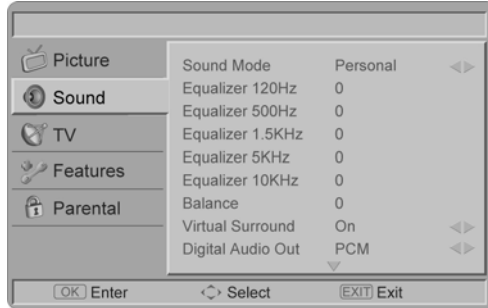 Picture
Sound
TV
Features
Parental
Sound Mode Personal
Equalizer 120Hz 0
Equalizer 500Hz 0
Equalizer 1.5KHz 0
Equalizer 5KHz 0
Equalizer 10KHz 0
Balance 0
Virtual Surround On
Digital Audio Out PCM
OK Enter Select EXIT Exit